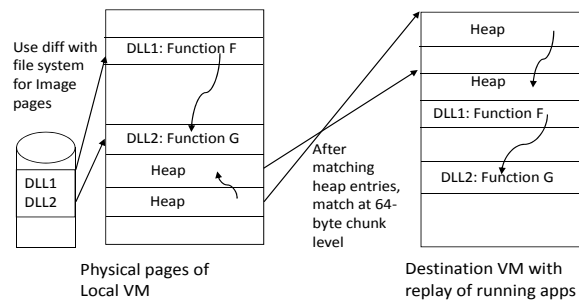 Use diff with
file system
for Image
pages
DLL1
DLL2
DLL1: Function F
DLL2: Function G
Heap
Heap
Physical pages of
Local VM
After
matching
heap entries,
match at 64-
byte chunk
level
Heap
Heap
DLL1: Function F
DLL2: Function G
Destination VM with
replay of running apps